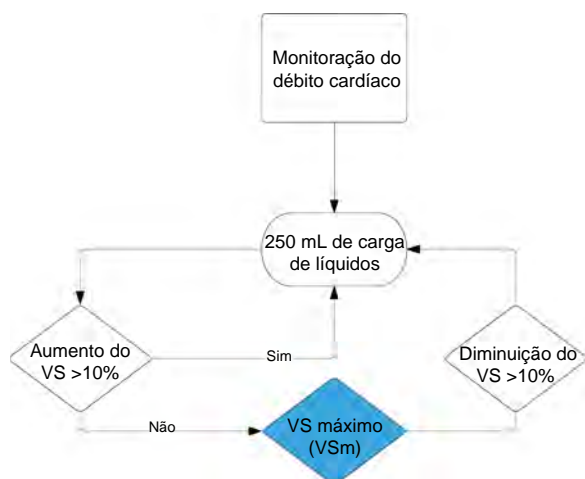 Monitoração do
débito cardíaco
250 mL de carga
de líquidos
Aumento do
VS >10%
Sim
Diminuição do
VS >10%
Não
VS máximo
(VSm)